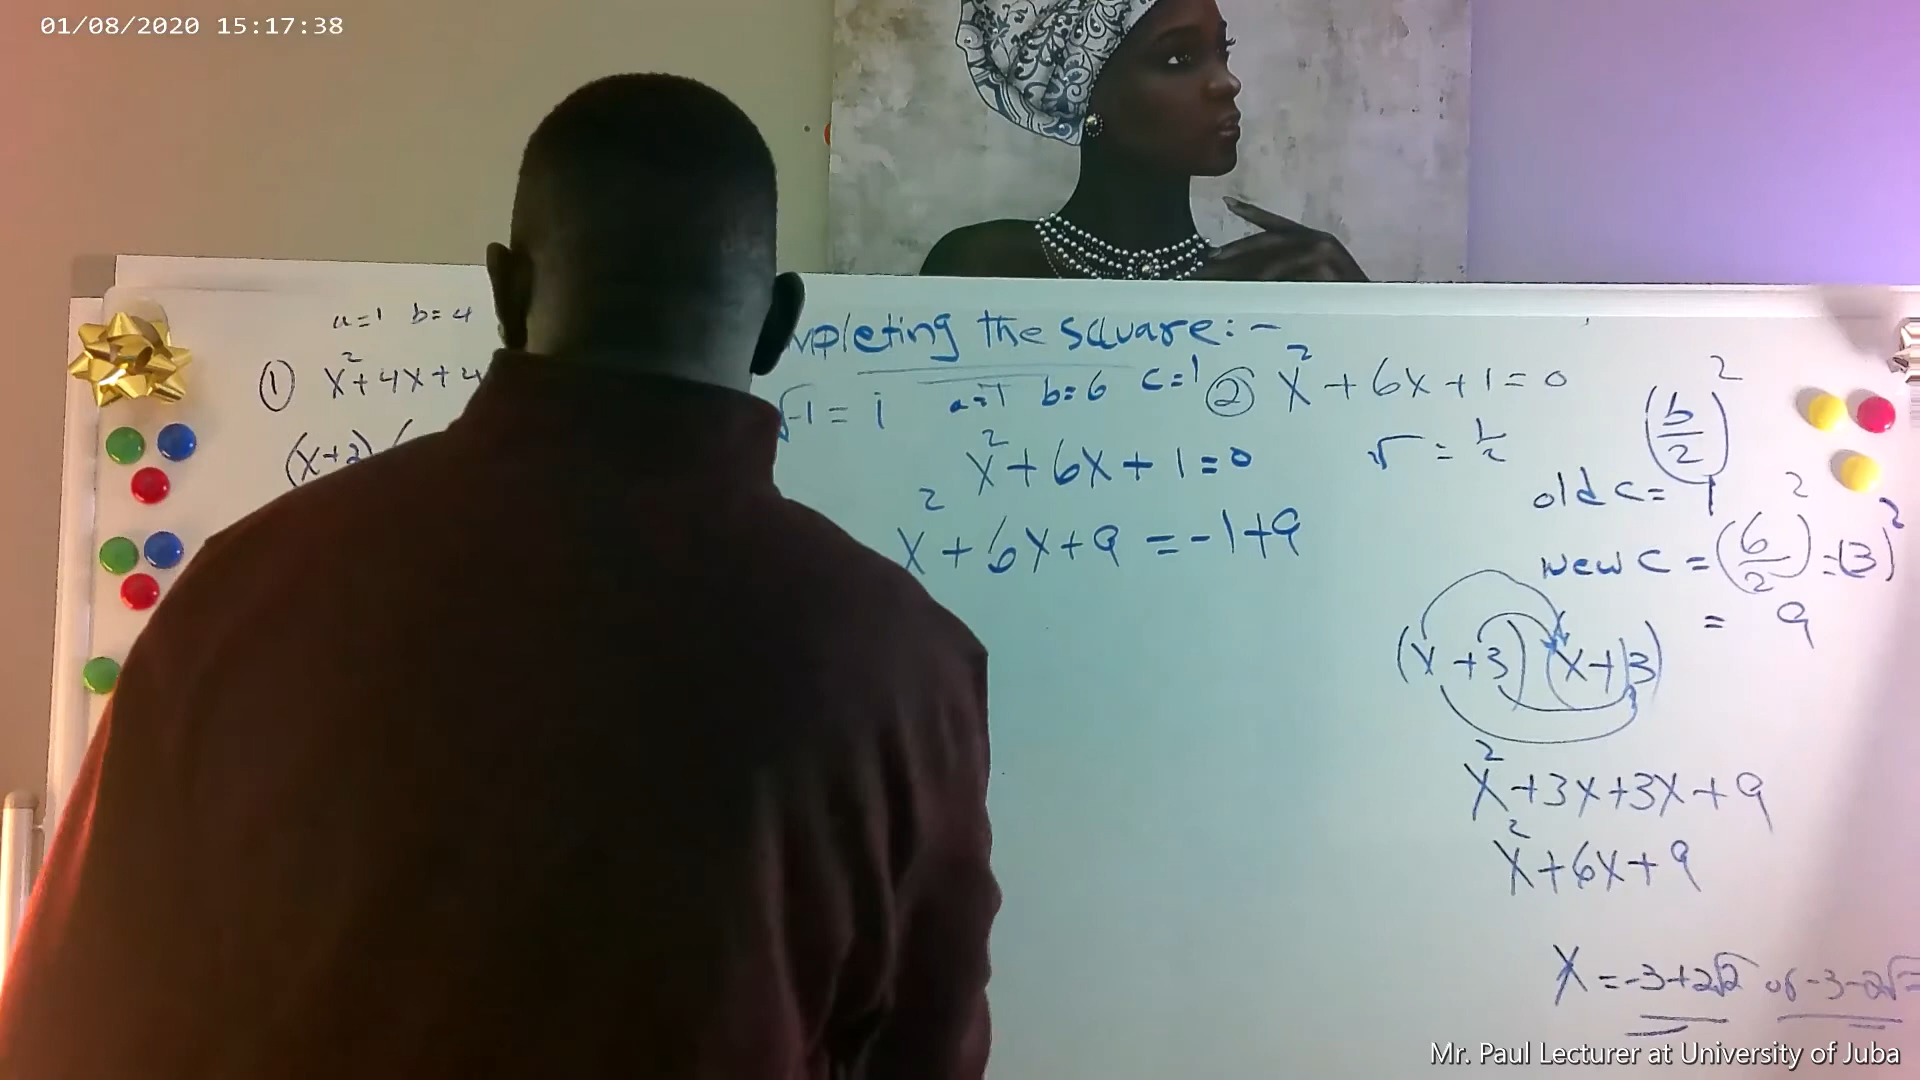 01/08/2020 15:17:38
a=1 b=4
① x²+4x+4
(x+2)
mpleting the square:-
√-1 = i
a=1 b=6 c=1
② x²+6x+1=0
x²+6x+1=0
x²+6x+9=-1+9
√ = 1/2
(b/2)²
old c= 1
New c = (6/2)² = (3)²
= 9
(x+3)(x+3)
x²+3x+3x+9
x²+6x+9
x = -3+2√2 or -3-2√
Mr. Paul Lecturer at University of Juba